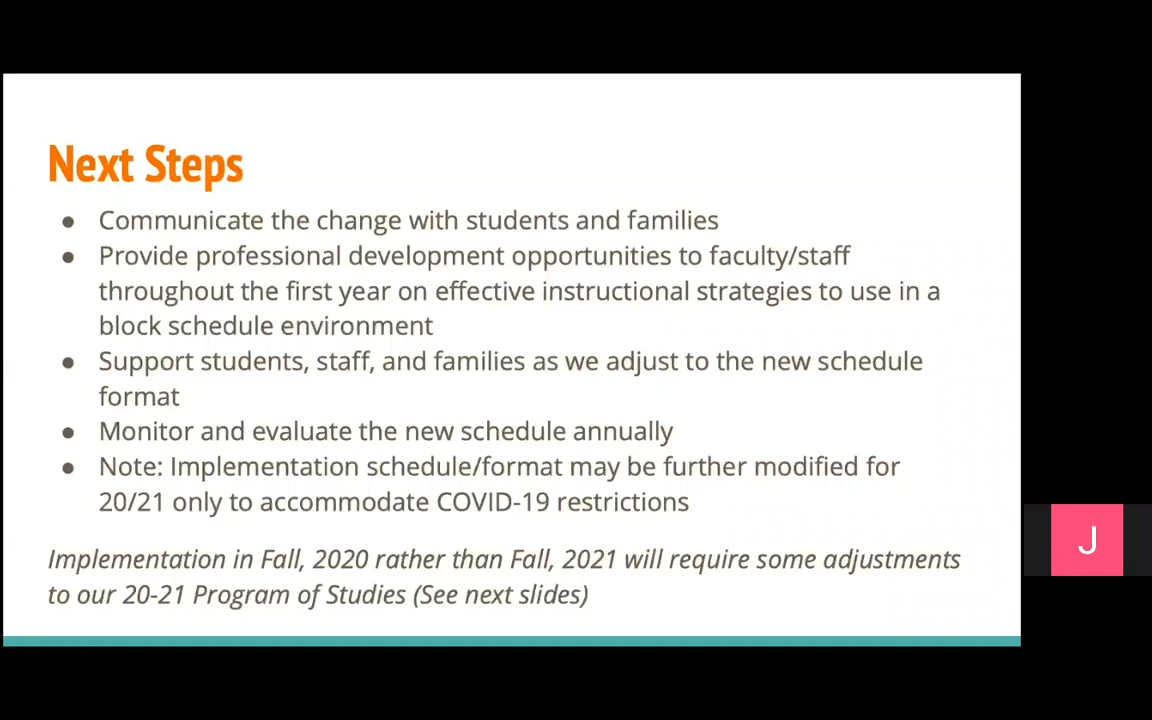 Next Steps
● Communicate the change with students and families
● Provide professional development opportunities to faculty/staff
throughout the first year on effective instructional strategies to use in a
block schedule environment
● Support students, staff, and families as we adjust to the new schedule
format
● Monitor and evaluate the new schedule annually
● Note: Implementation schedule/format may be further modified for
20/21 only to accommodate COVID-19 restrictions
Implementation in Fall, 2020 rather than Fall, 2021 will require some adjustments
to our 20-21 Program of Studies (See next slides)
J